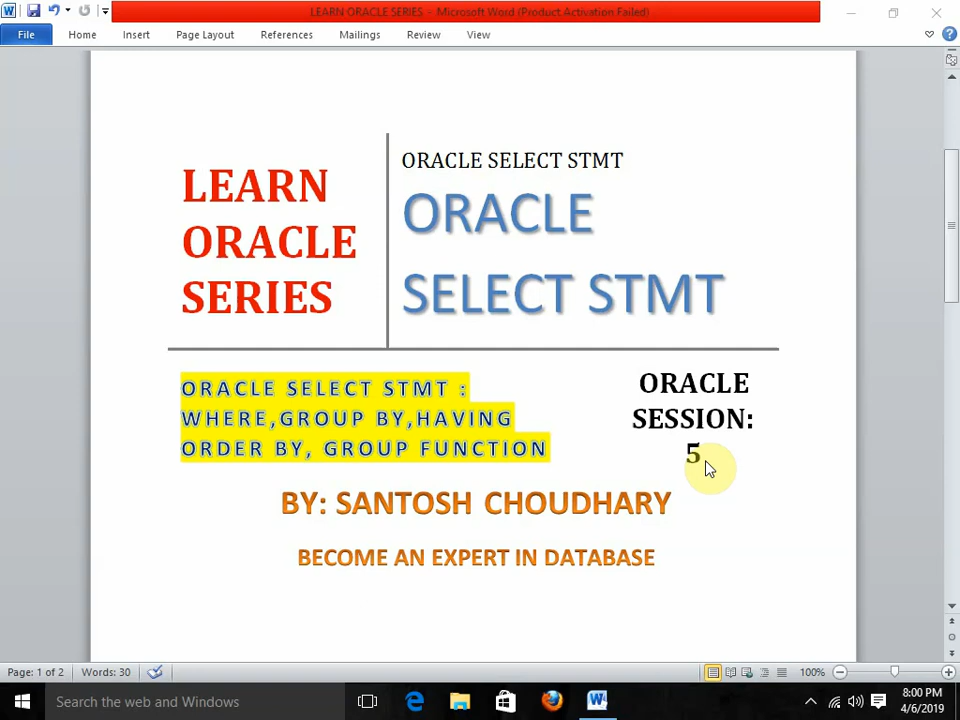 LEARN ORACLE SERIES - Microsoft Word (Product Activation Failed)
File Home Insert Page Layout References Mailings Review View
ORACLE SELECT STMT
LEARN
ORACLE
SERIES
ORACLE
SELECT STMT
ORACLE SELECT STMT :
WHERE,GROUP BY,HAVING
ORDER BY, GROUP FUNCTION
ORACLE
SESSION:
5
BY: SANTOSH CHOUDHARY
BECOME AN EXPERT IN DATABASE
Page: 1 of 2 Words: 30 100%
Search the web and Windows
8:00 PM
4/6/2019